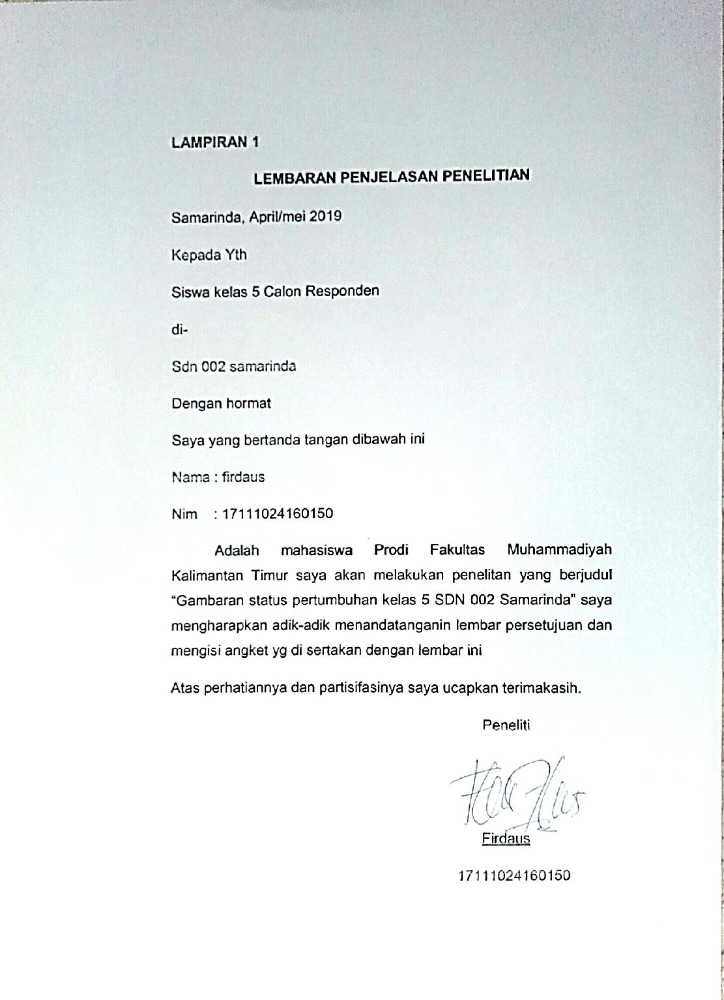 LAMPIRAN 1
LEMBARAN PENJELASAN PENELITIAN
Samarinda, April/mei 2019
Kepada Yth
Siswa kelas 5 Calon Responden
di-
Sdn 002 samarinda
Dengan hormat
Saya yang bertanda tangan dibawah ini
Nama : firdaus
Nim : 17111024160150
Adalah mahasiswa Prodi Fakultas Muhammadiyah
Kalimantan Timur saya akan melakukan penelitan yang berjudul
“Gambaran status pertumbuhan kelas 5 SDN 002 Samarinda” saya
mengharapkan adik-adik menandatanganin lembar persetujuan dan
mengisi angket yg di sertakan dengan lembar ini
Atas perhatiannya dan partisifasinya saya ucapkan terimakasih.
Peneliti
Firdaus
17111024160150